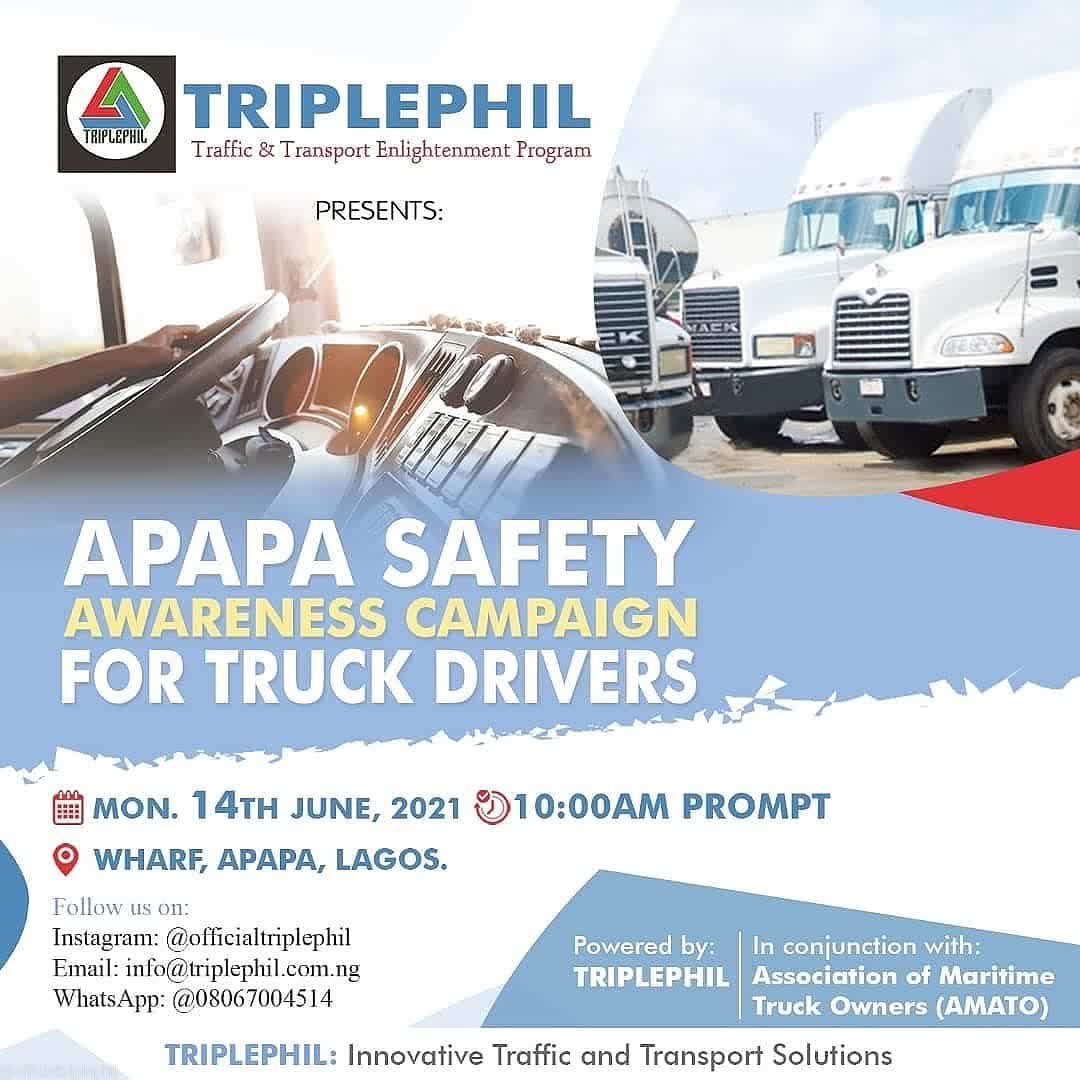 TRIPLEPHIL
TRIPLEPHIL
Traffic & Transport Enlightenment Program
PRESENTS:
MACK
APAPA SAFETY
AWARENESS CAMPAIGN
FOR TRUCK DRIVERS
MON. 14TH JUNE, 2021 10:00AM PROMPT
WHARF, APAPA, LAGOS.
Follow us on:
Instagram: @officialtriplephil
Email: info@triplephil.com.ng
WhatsApp: @08067004514
Powered by:
TRIPLEPHIL
In conjunction with:
Association of Maritime
Truck Owners (AMATO)
TRIPLEPHIL: Innovative Traffic and Transport Solutions